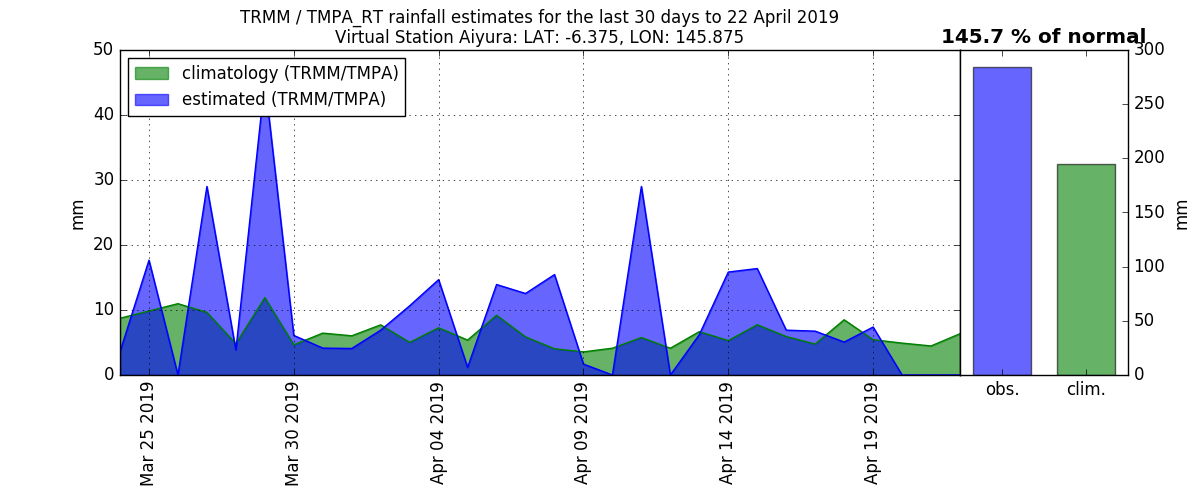 TRMM / TMPA_RT rainfall estimates for the last 30 days to 22 April 2019
Virtual Station Aiyura: LAT: -6.375, LON: 145.875
145.7 % of normal
climatology (TRMM/TMPA)
estimated (TRMM/TMPA)
50
40
30
20
10
0
mm
Mar 25 2019
Mar 30 2019
Apr 04 2019
Apr 09 2019
Apr 14 2019
Apr 19 2019
300
250
200
150
100
50
0
mm
obs.
clim.